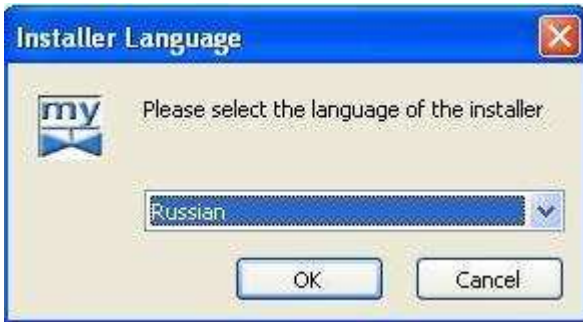 Installer Language
my
Please select the language of the installer
Russian
OK
Cancel